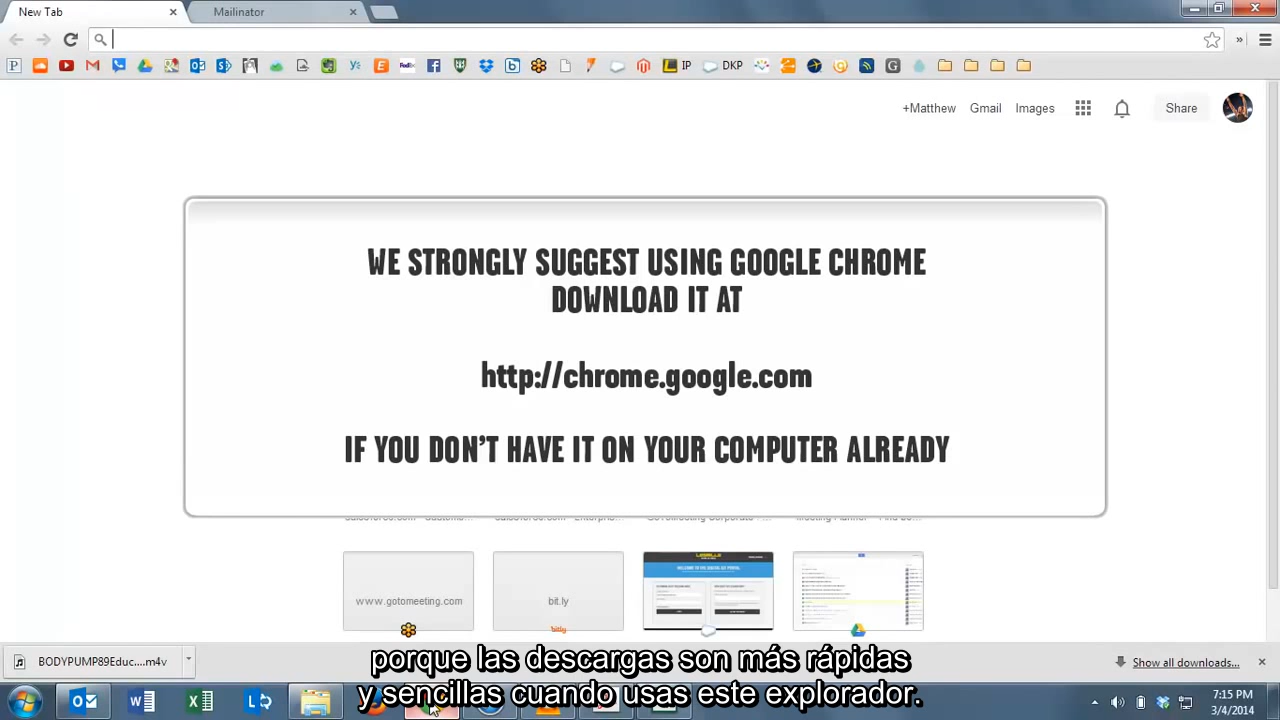 New Tab
Mailinator
IP
DKP
+Matthew
Gmail
Images
Share
WE STRONGLY SUGGEST USING GOOGLE CHROME
DOWNLOAD IT AT
http://chrome.google.com
IF YOU DON'T HAVE IT ON YOUR COMPUTER ALREADY
www.gotomeeting.com
bit.ly
bitly
porque las descargas son más rápidas
y sencillas cuando usas este explorador.
BODYPUMP89Educ....m4v
Show all downloads...
7:15 PM
3/4/2014